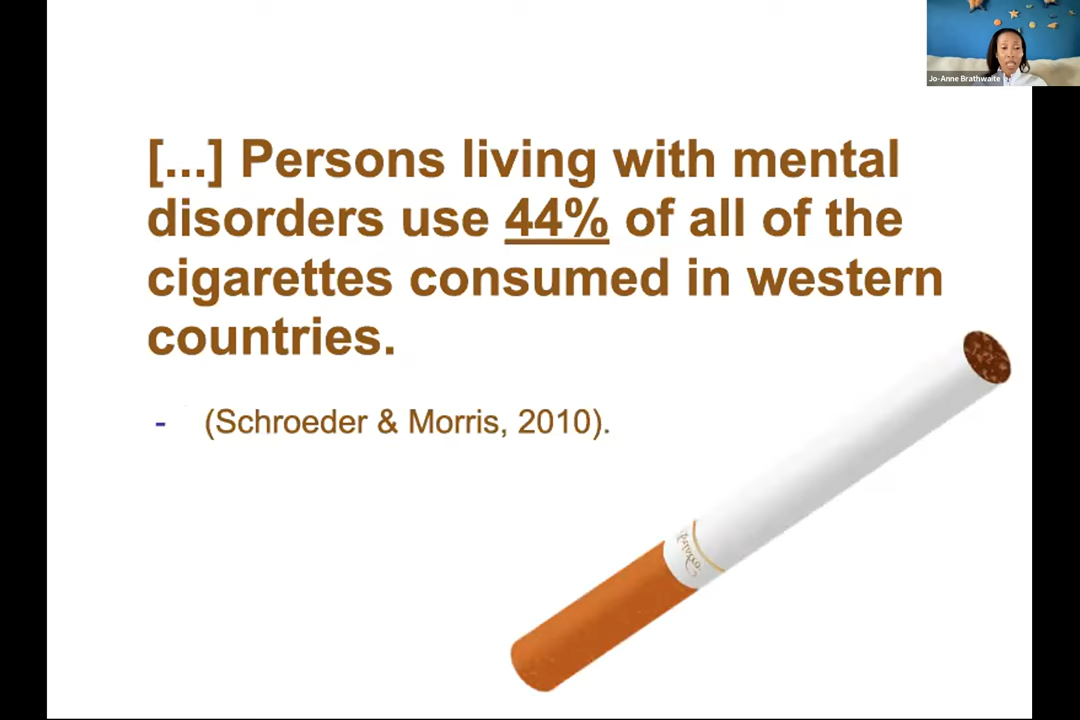 Jo-Anne Brathwaite
[...] Persons living with mental
disorders use 44% of all of the
cigarettes consumed in western
countries.
- (Schroeder & Morris, 2010).